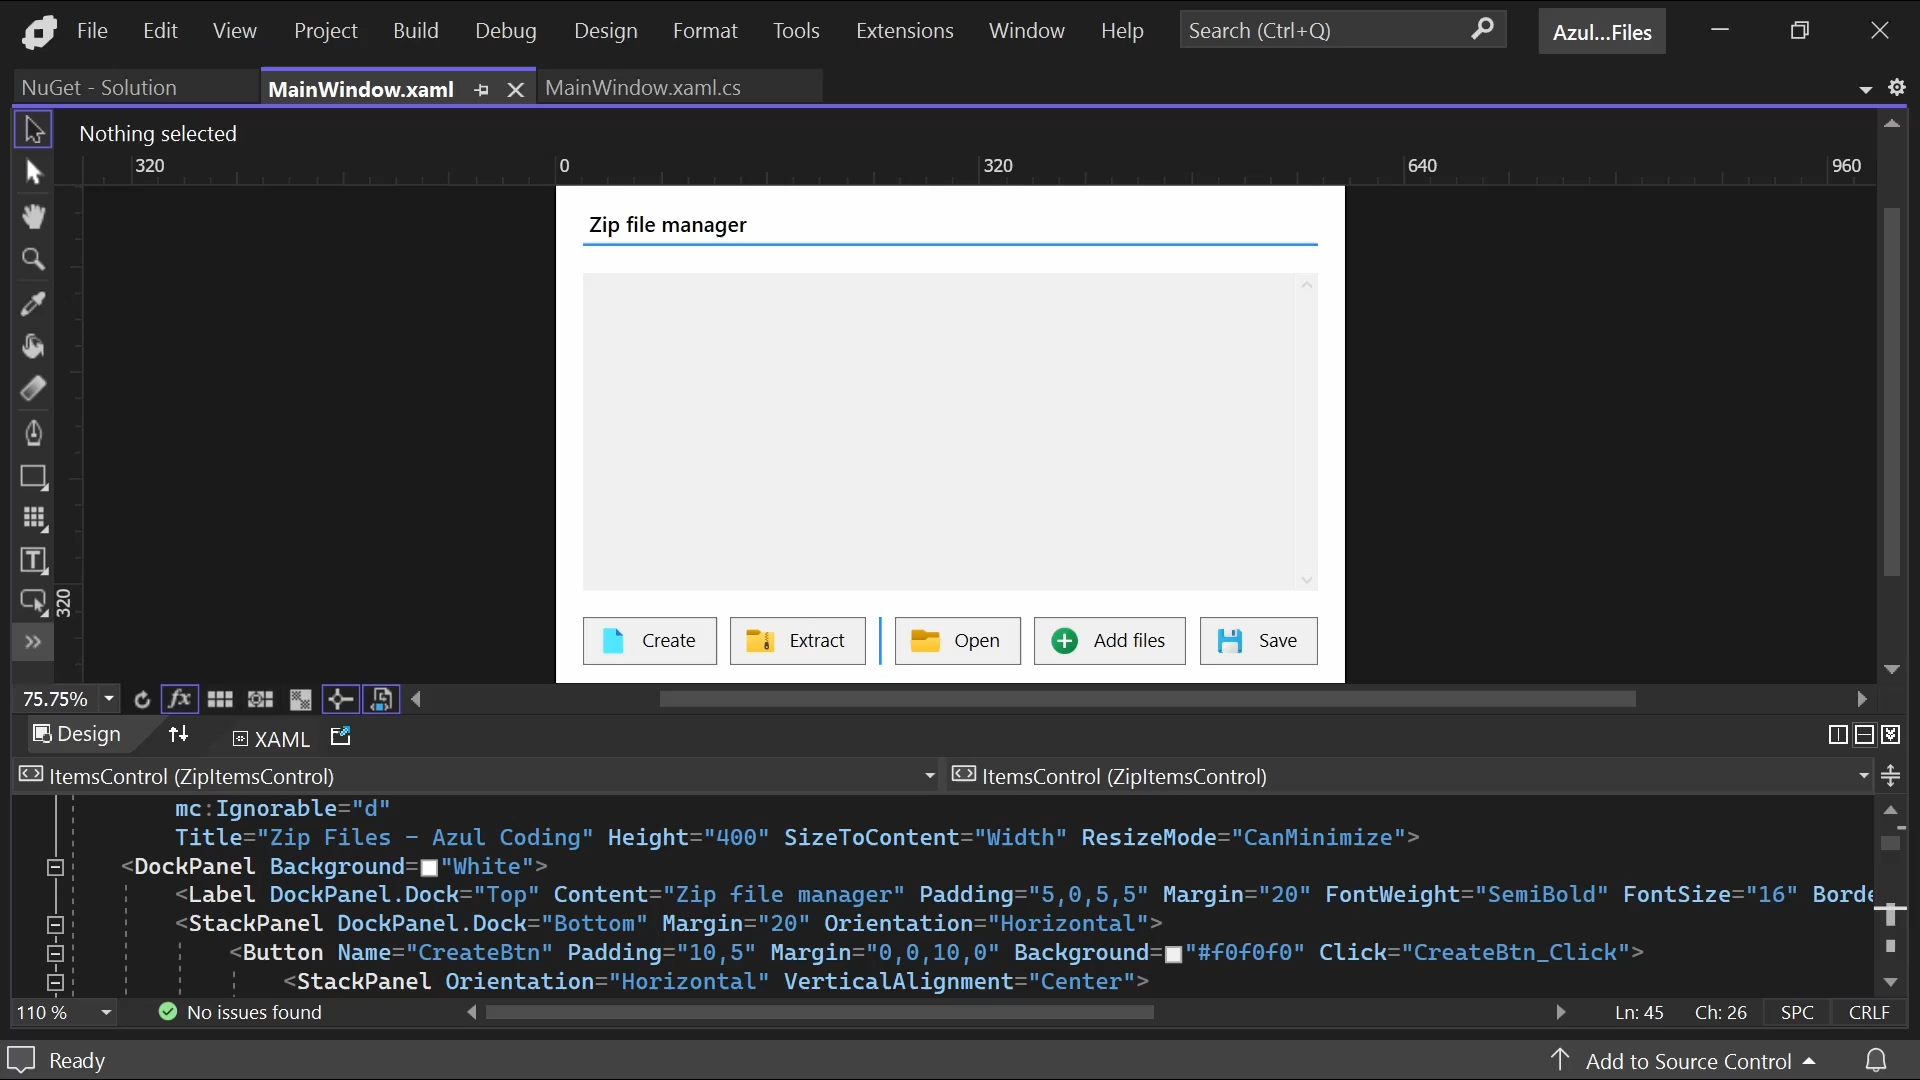 File Edit View Project Build Debug Design Format Tools Extensions Window Help Search (Ctrl+Q) Azul...Files
NuGet - Solution MainWindow.xaml MainWindow.xaml.cs
Nothing selected
320 0 320 640 960
Zip file manager
320
Create Extract Open Add files Save
75.75% fx
Design XAML
ItemsControl (ZipItemsControl) ItemsControl (ZipItemsControl)
mc:Ignorable="d"
Title="Zip Files - Azul Coding" Height="400" SizeToContent="Width" ResizeMode="CanMinimize">
<DockPanel Background="White">
<Label DockPanel.Dock="Top" Content="Zip file manager" Padding="5,0,5,5" Margin="20" FontWeight="SemiBold" FontSize="16" Borde
<StackPanel DockPanel.Dock="Bottom" Margin="20" Orientation="Horizontal">
<Button Name="CreateBtn" Padding="10,5" Margin="0,0,10,0" Background="#f0f0f0" Click="CreateBtn_Click">
<StackPanel Orientation="Horizontal" VerticalAlignment="Center">
110 % No issues found Ln: 45 Ch: 26 SPC CRLF
Ready Add to Source Control